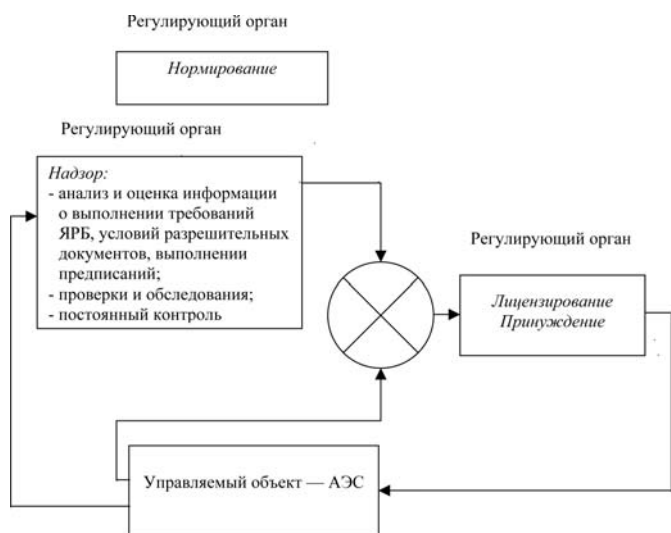 Регулирующий орган
Нормирование
Регулирующий орган
Надзор:
- анализ и оценка информации
о выполнении требований
ЯРБ, условий разрешительных
документов, выполнении
предписаний;
- проверки и обследования;
- постоянный контроль
Регулирующий орган
Лицензирование
Принуждение
Управляемый объект — АЭС